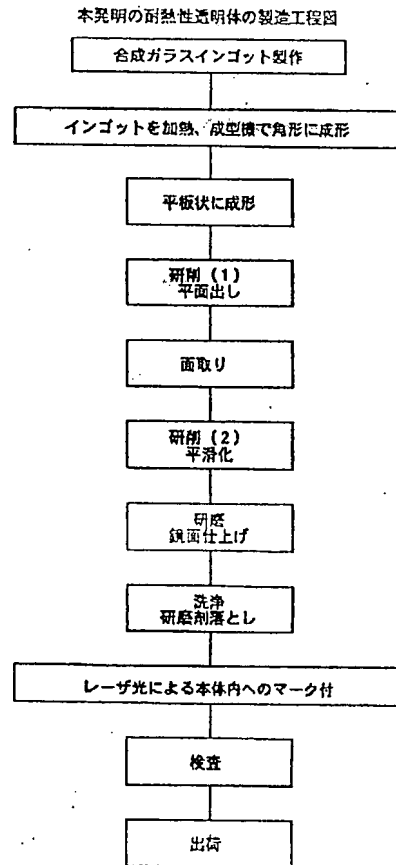 本発明の耐熱性透明体の製造工程図
合成ガラスインゴット製作
インゴットを加熱、成型機で角形に成形
平板状に成形
研削（1）
平面出し
面取り
研削（2）
平滑化
研磨
鏡面仕上げ
洗浄
研磨剤落とし
レーザ光による本体内へのマーク付
検査
出荷